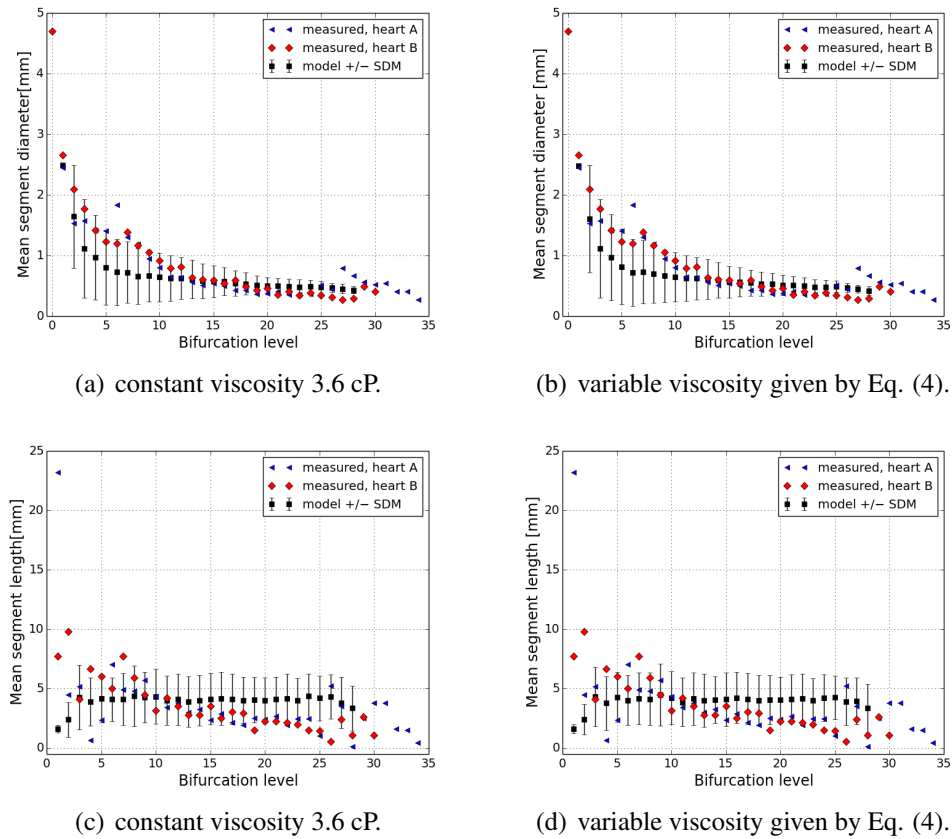 5
4
3
2
1
0
Mean segment diameter[mm]
measured, heart A
measured, heart B
model +/− SDM
0 5 10 15 20 25 30 35
Bifurcation level
(a) constant viscosity 3.6 cP.
5
4
3
2
1
0
Mean segment diameter [mm]
measured, heart A
measured, heart B
model +/− SDM
0 5 10 15 20 25 30 35
Bifurcation level
(b) variable viscosity given by Eq. (4).
25
20
15
10
5
0
Mean segment length[mm]
measured, heart A
measured, heart B
model +/− SDM
0 5 10 15 20 25 30 35
Bifurcation level
(c) constant viscosity 3.6 cP.
25
20
15
10
5
0
Mean segment length [mm]
measured, heart A
measured, heart B
model +/− SDM
0 5 10 15 20 25 30 35
Bifurcation level
(d) variable viscosity given by Eq. (4).